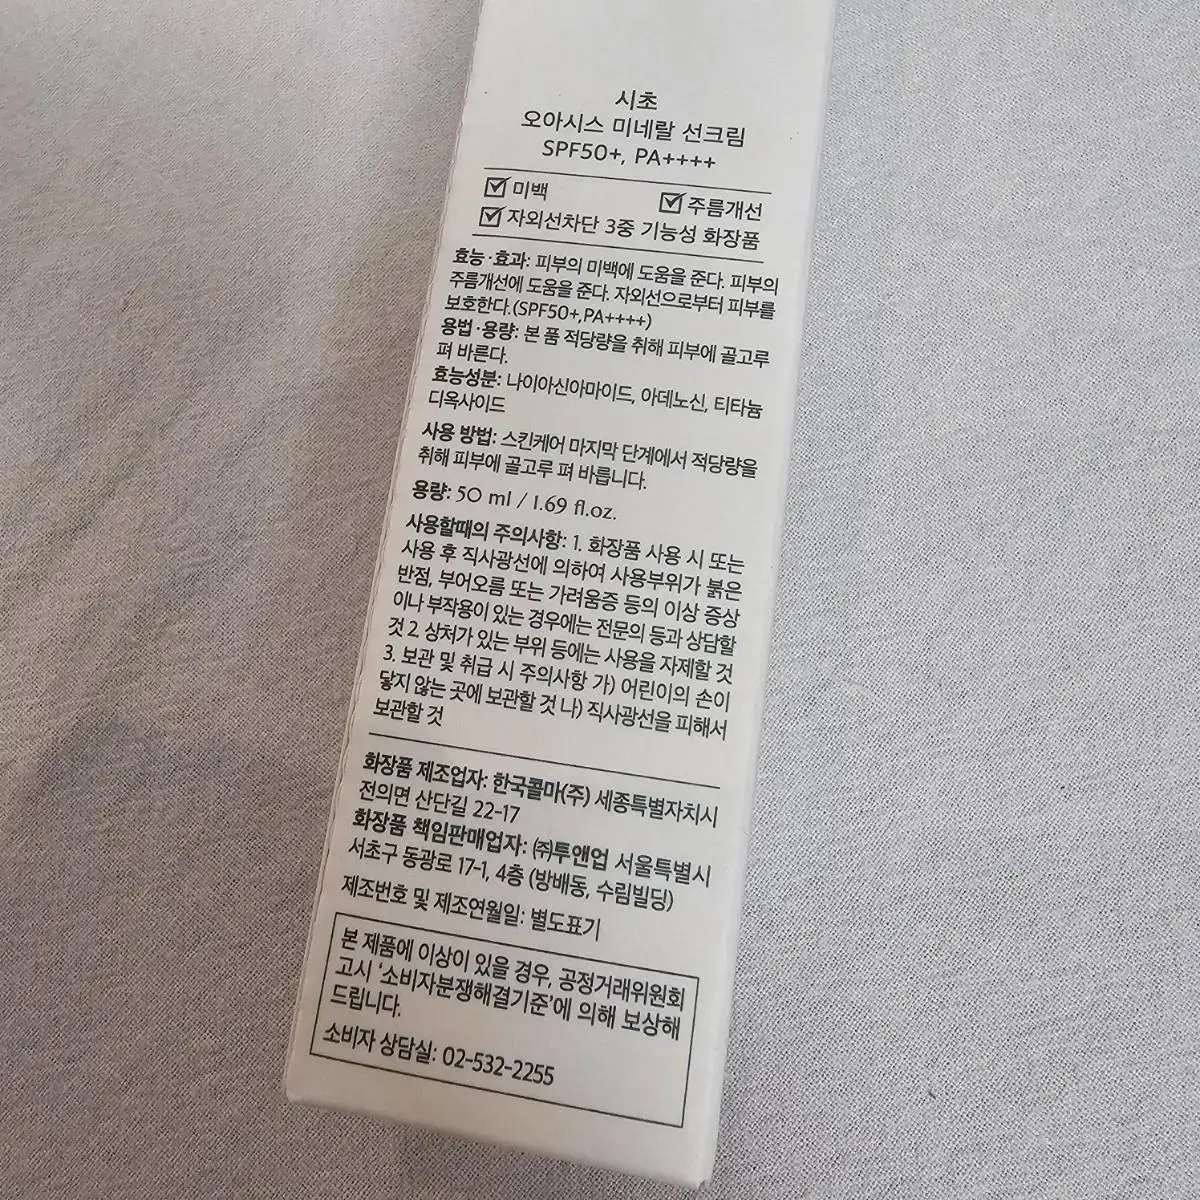 시초
오아시스 미네랄 선크림
SPF50+, PA++++
미백 주름개선
자외선차단 3중 기능성 화장품
효능·효과: 피부의 미백에 도움을 준다. 피부의
주름개선에 도움을 준다. 자외선으로부터 피부를
보호한다.(SPF50+,PA++++)
용법·용량: 본 품 적당량을 취해 피부에 골고루
펴 바른다.
효능성분: 나이아신아마이드, 아데노신, 티타늄
디옥사이드
사용 방법: 스킨케어 마지막 단계에서 적당량을
취해 피부에 골고루 펴 바릅니다.
용량: 50 ml / 1.69 fl.oz.
사용할때의 주의사항: 1. 화장품 사용 시 또는
사용 후 직사광선에 의하여 사용부위가 붉은
반점, 부어오름 또는 가려움증 등의 이상 증상
이나 부작용이 있는 경우에는 전문의 등과 상담할
것 2. 상처가 있는 부위 등에는 사용을 자제할 것
3. 보관 및 취급 시 주의사항 가) 어린이의 손이
닿지 않는 곳에 보관할 것 나) 직사광선을 피해서
보관할 것
화장품 제조업자: 한국콜마(주) 세종특별자치시
전의면 산단길 22-17
화장품 책임판매업자: ㈜투앤업 서울특별시
서초구 동광로 17-1, 4층 (방배동, 수림빌딩)
제조번호 및 제조연월일: 별도표기
본 제품에 이상이 있을 경우, 공정거래위원회
고시 '소비자분쟁해결기준'에 의해 보상해
드립니다.
소비자 상담실: 02-532-2255